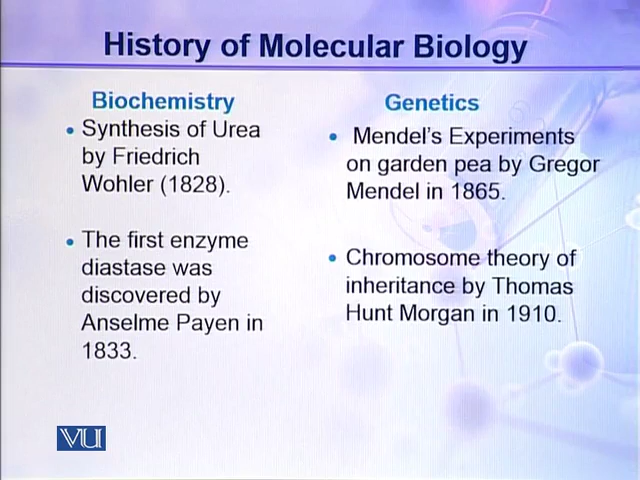 History of Molecular Biology
Biochemistry
• Synthesis of Urea
by Friedrich
Wohler (1828).
• The first enzyme
diastase was
discovered by
Anselme Payen in
1833.
Genetics
• Mendel's Experiments
on garden pea by Gregor
Mendel in 1865.
• Chromosome theory of
inheritance by Thomas
Hunt Morgan in 1910.
VU